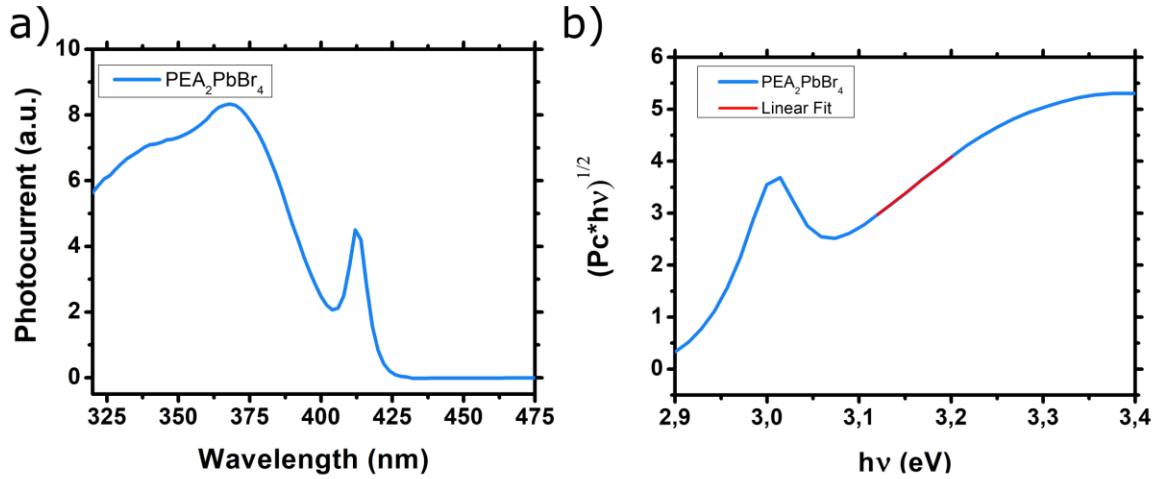 a)
10
8
6
4
2
0
Photocurrent (a.u.)
PEA₂PbBr₄
325 350 375 400 425 450 475
Wavelength (nm)
b)
6
5
4
3
2
1
0
(Pc*hν)¹/²
PEA₂PbBr₄
Linear Fit
2,9 3,0 3,1 3,2 3,3 3,4
hν (eV)